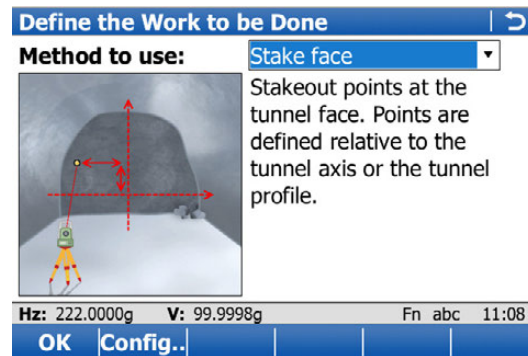 Define the Work to be Done
Method to use: Stake face
Stakeout points at the
tunnel face. Points are
defined relative to the
tunnel axis or the tunnel
profile.
Hz: 222.0000g V: 99.9998g Fn abc 11:08
OK Config..